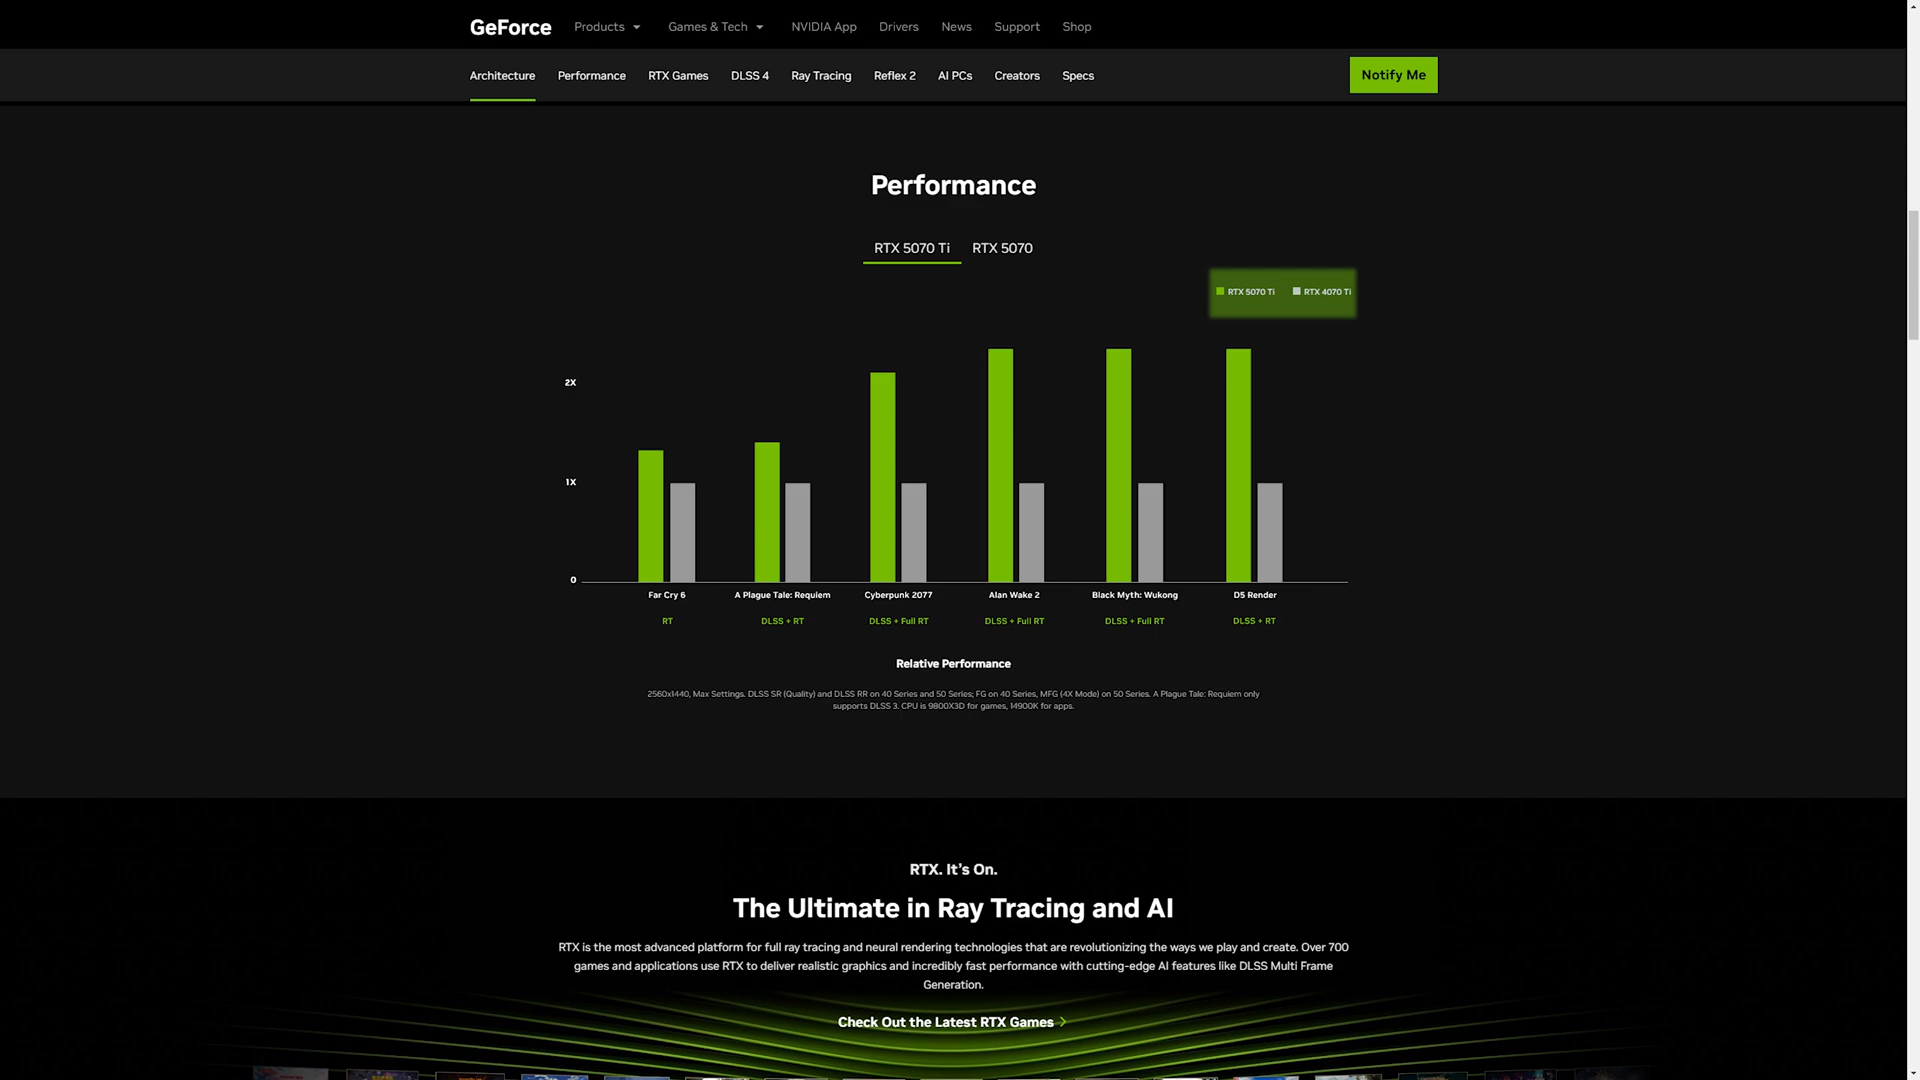 GeForce Products Games & Tech NVIDIA App Drivers News Support Shop
Architecture Performance RTX Games DLSS 4 Ray Tracing Reflex 2 AI PCs Creators Specs Notify Me
Performance
RTX 5070 Ti RTX 5070
RTX 5070 Ti RTX 4070 Ti
2X
1X
0
Far Cry 6 A Plague Tale: Requiem Cyberpunk 2077 Alan Wake 2 Black Myth: Wukong D5 Render
RT DLSS + RT DLSS + Full RT DLSS + Full RT DLSS + Full RT DLSS + RT
Relative Performance
2560x1440, Max Settings. DLSS SR (Quality) and DLSS RR on 40 Series and 50 Series; FG on 40 Series, MFG (4X Mode) on 50 Series. A Plague Tale: Requiem only
supports DLSS 3. CPU is 9800X3D for games, 14900K for apps.
RTX. It’s On.
The Ultimate in Ray Tracing and AI
RTX is the most advanced platform for full ray tracing and neural rendering technologies that are revolutionizing the ways we play and create. Over 700
games and applications use RTX to deliver realistic graphics and incredibly fast performance with cutting-edge AI features like DLSS Multi Frame
Generation.
Check Out the Latest RTX Games